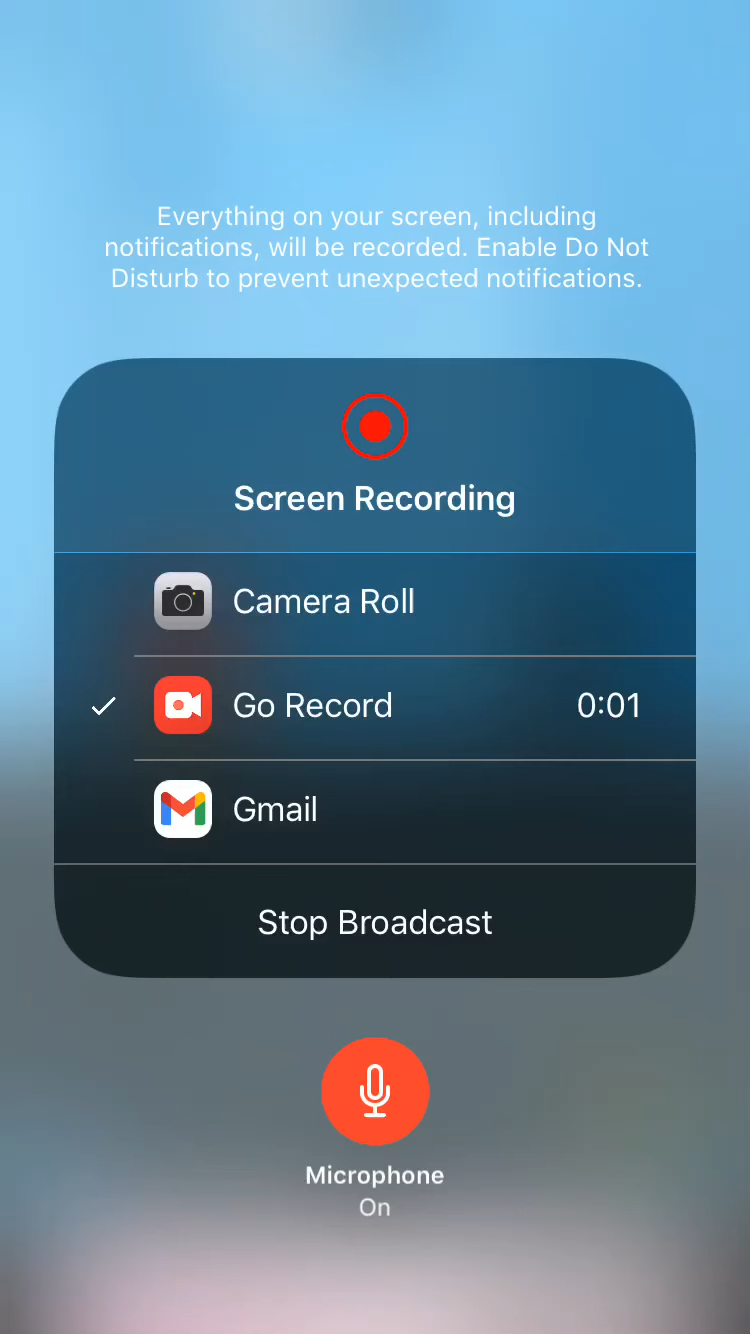 Everything on your screen, including
notifications, will be recorded. Enable Do Not
Disturb to prevent unexpected notifications.
Screen Recording
Camera Roll
Go Record 0:01
Gmail
Stop Broadcast
Microphone
On